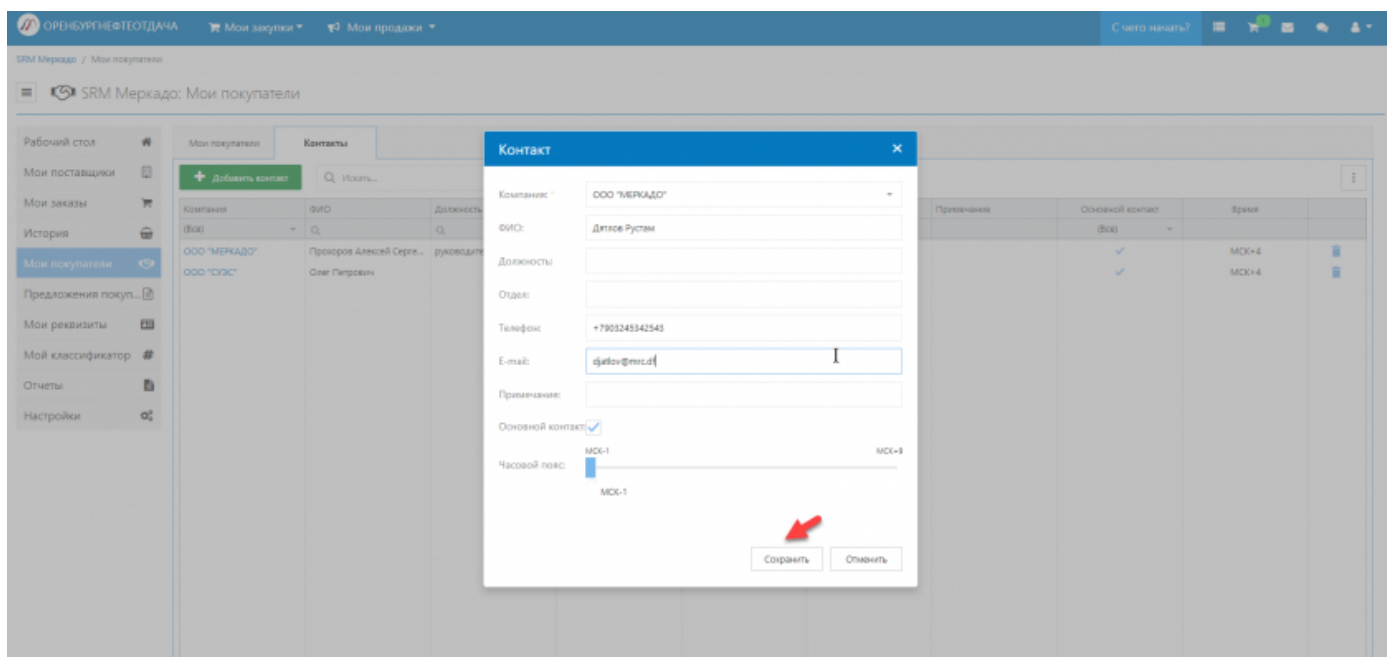 ОРЕНБУРГНЕФТЕОТДАЧА Мои закупки Мои продажи С чего начать? 1
SRM Меркадо / Мои покупатели
SRM Меркадо: Мои покупатели
Рабочий стол
Мои поставщики
Мои заказы
История
Мои покупатели
Предложения покуп...
Мои реквизиты
Мой классификатор
Отчеты
Настройки
Мои покупатели Контакты
+ Добавить контакт Искать...
Компания ФИО Должность Примечание Основной контакт Время
(Все) (Все)
ООО "МЕРКАДО" Прохоров Алексей Серге... руководите МСК+4
ООО "СУЭС" Олег Петрович МСК+4
Контакт ×
Компания: * ООО "МЕРКАДО"
ФИО: Дятлов Рустам
Должность:
Отдел:
Телефон: +7903245342543
E-mail: djatlov@mrc.df
Примечание:
Основной контакт:
МСК-1 МСК+9
Часовой пояс:
МСК-1
Сохранить Отменить